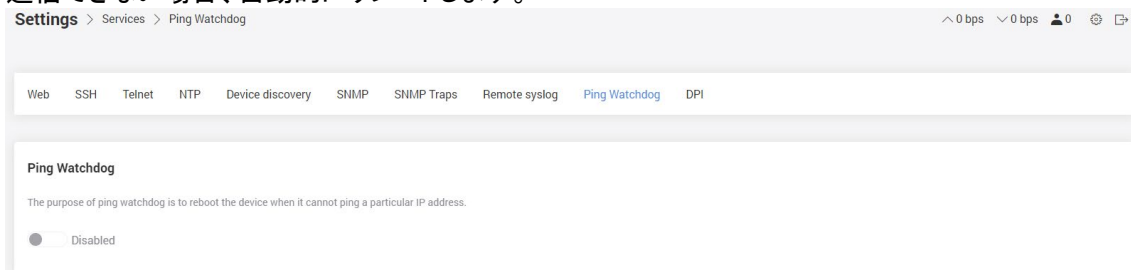 Settings > Services > Ping Watchdog 0 bps 0 bps 0
Web SSH Telnet NTP Device discovery SNMP SNMP Traps Remote syslog Ping Watchdog DPI
Ping Watchdog
The purpose of ping watchdog is to reboot the device when it cannot ping a particular IP address.
Disabled